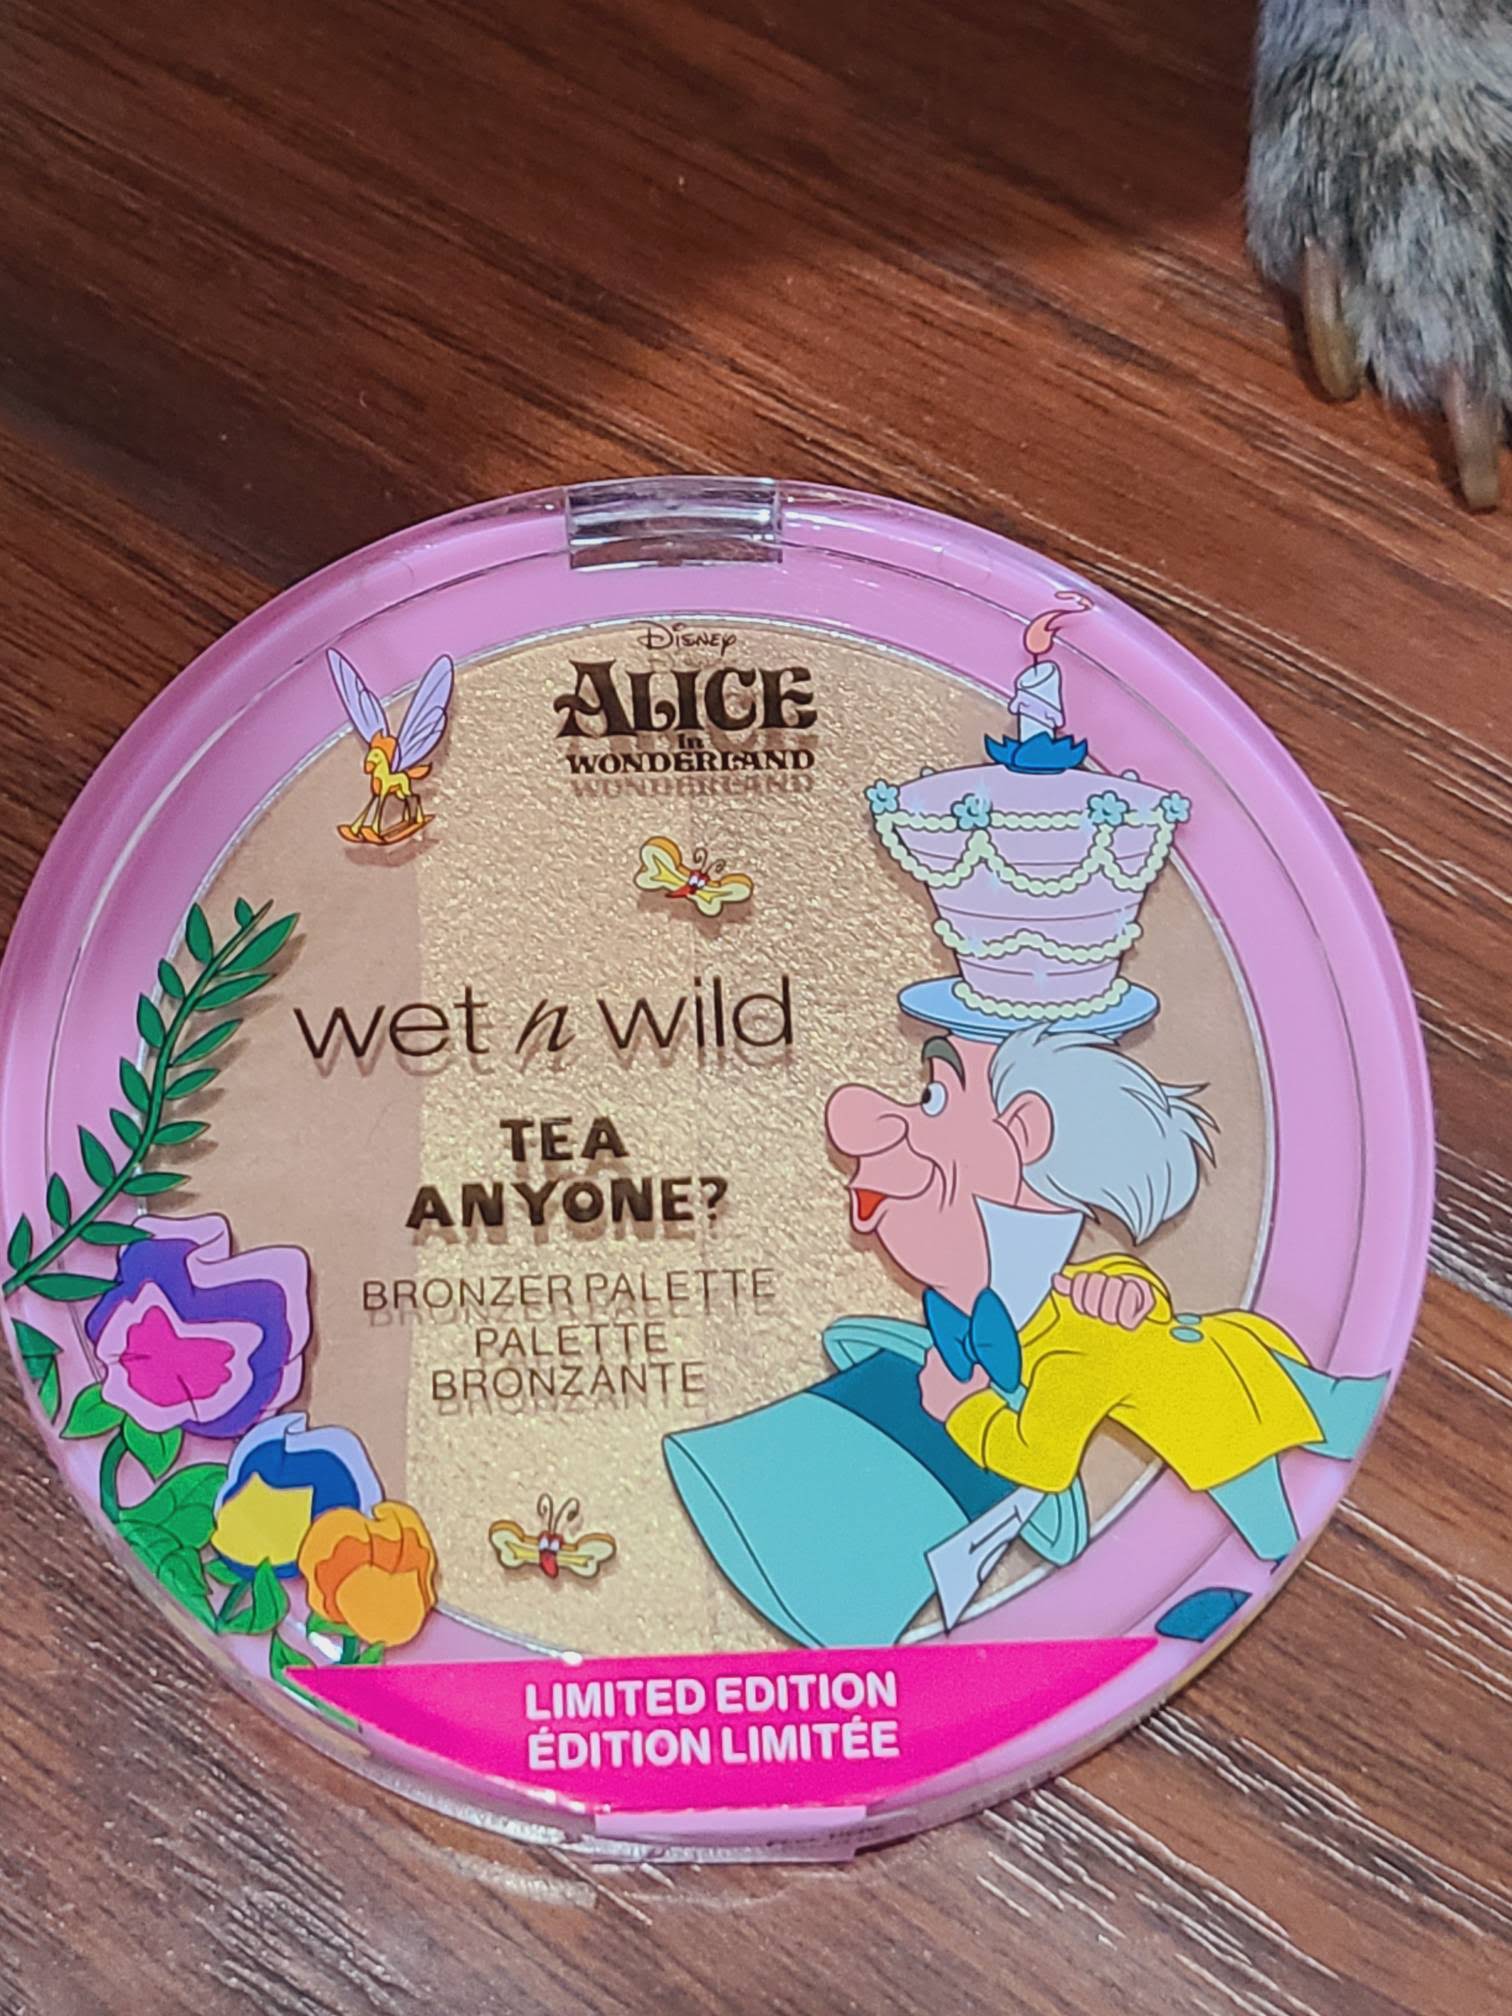 Disney
ALICE
in
WONDERLAND
wet n wild
TEA
ANYONE?
BRONZER PALETTE
PALETTE
BRONZANTE
LIMITED EDITION
ÉDITION LIMITÉE